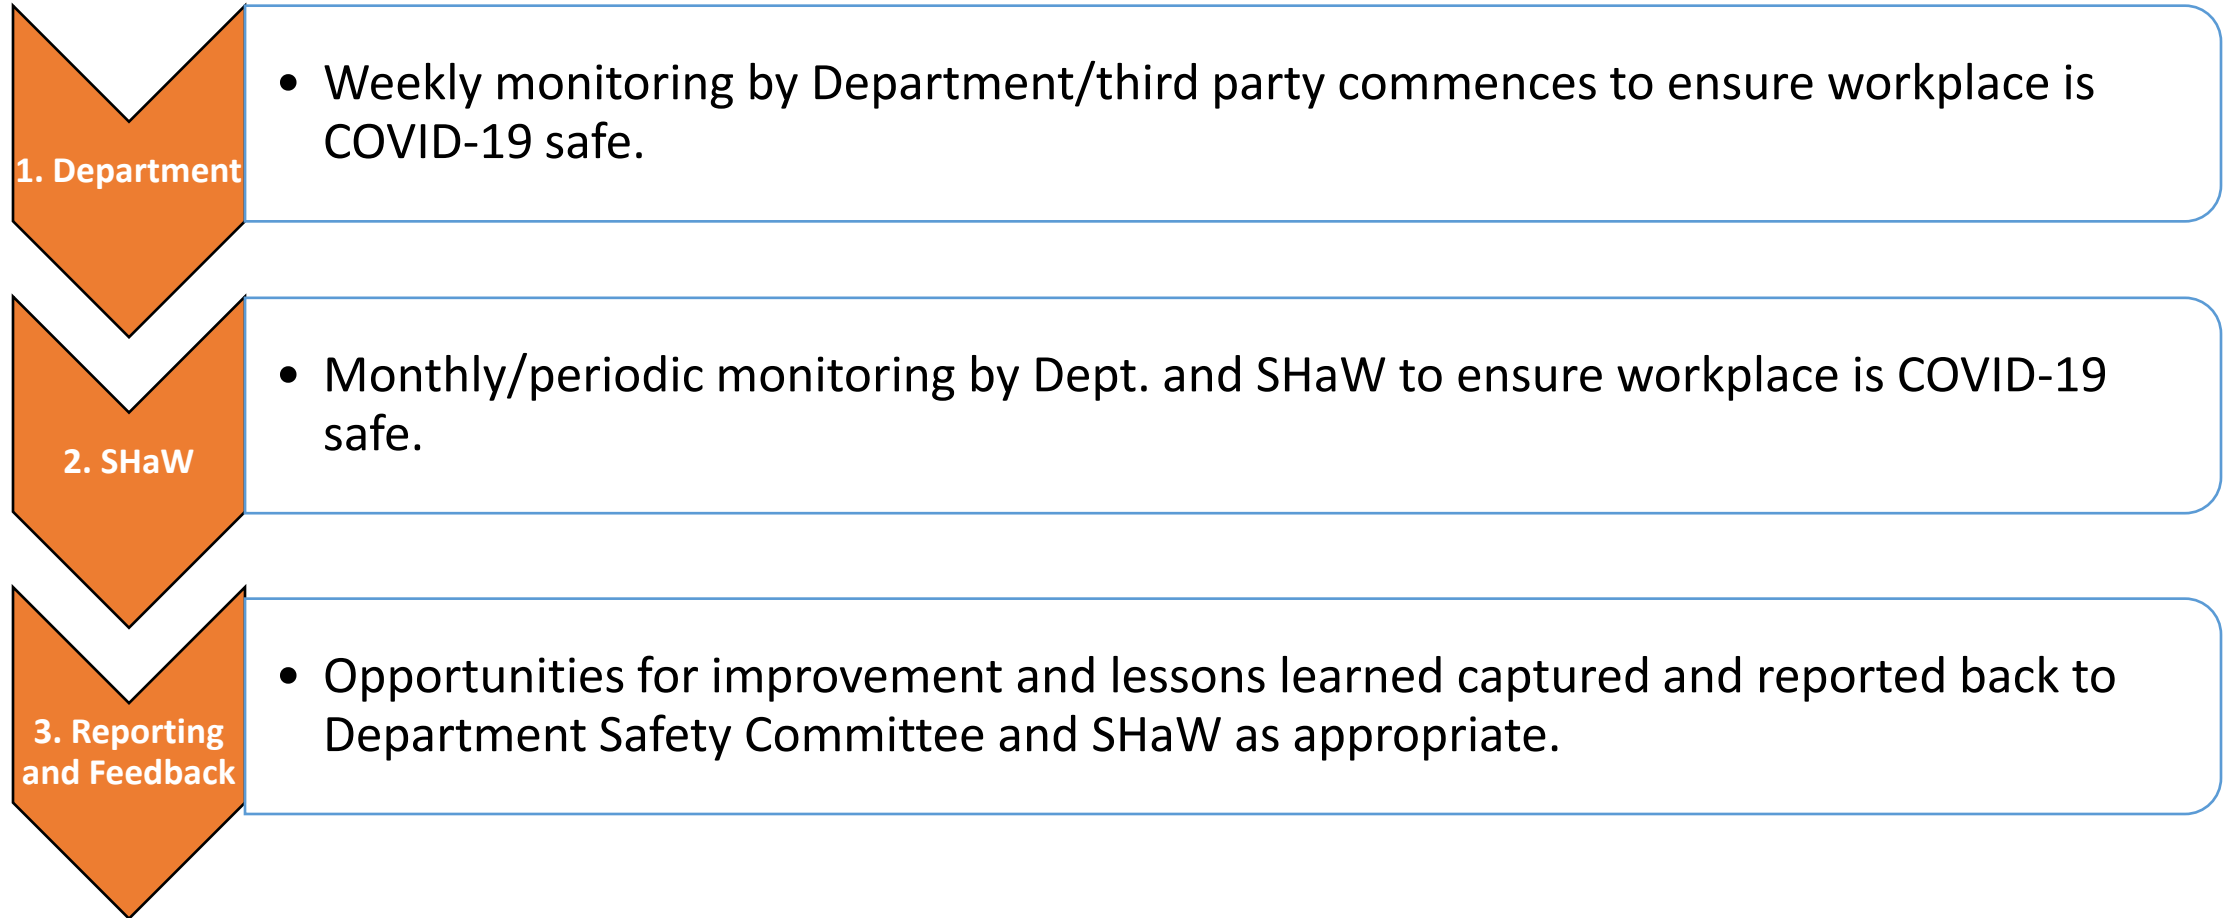 1. Department
• Weekly monitoring by Department/third party commences to ensure workplace is
COVID-19 safe.
2. SHaW
• Monthly/periodic monitoring by Dept. and SHaW to ensure workplace is COVID-19
safe.
3. Reporting
and Feedback
• Opportunities for improvement and lessons learned captured and reported back to
Department Safety Committee and SHaW as appropriate.